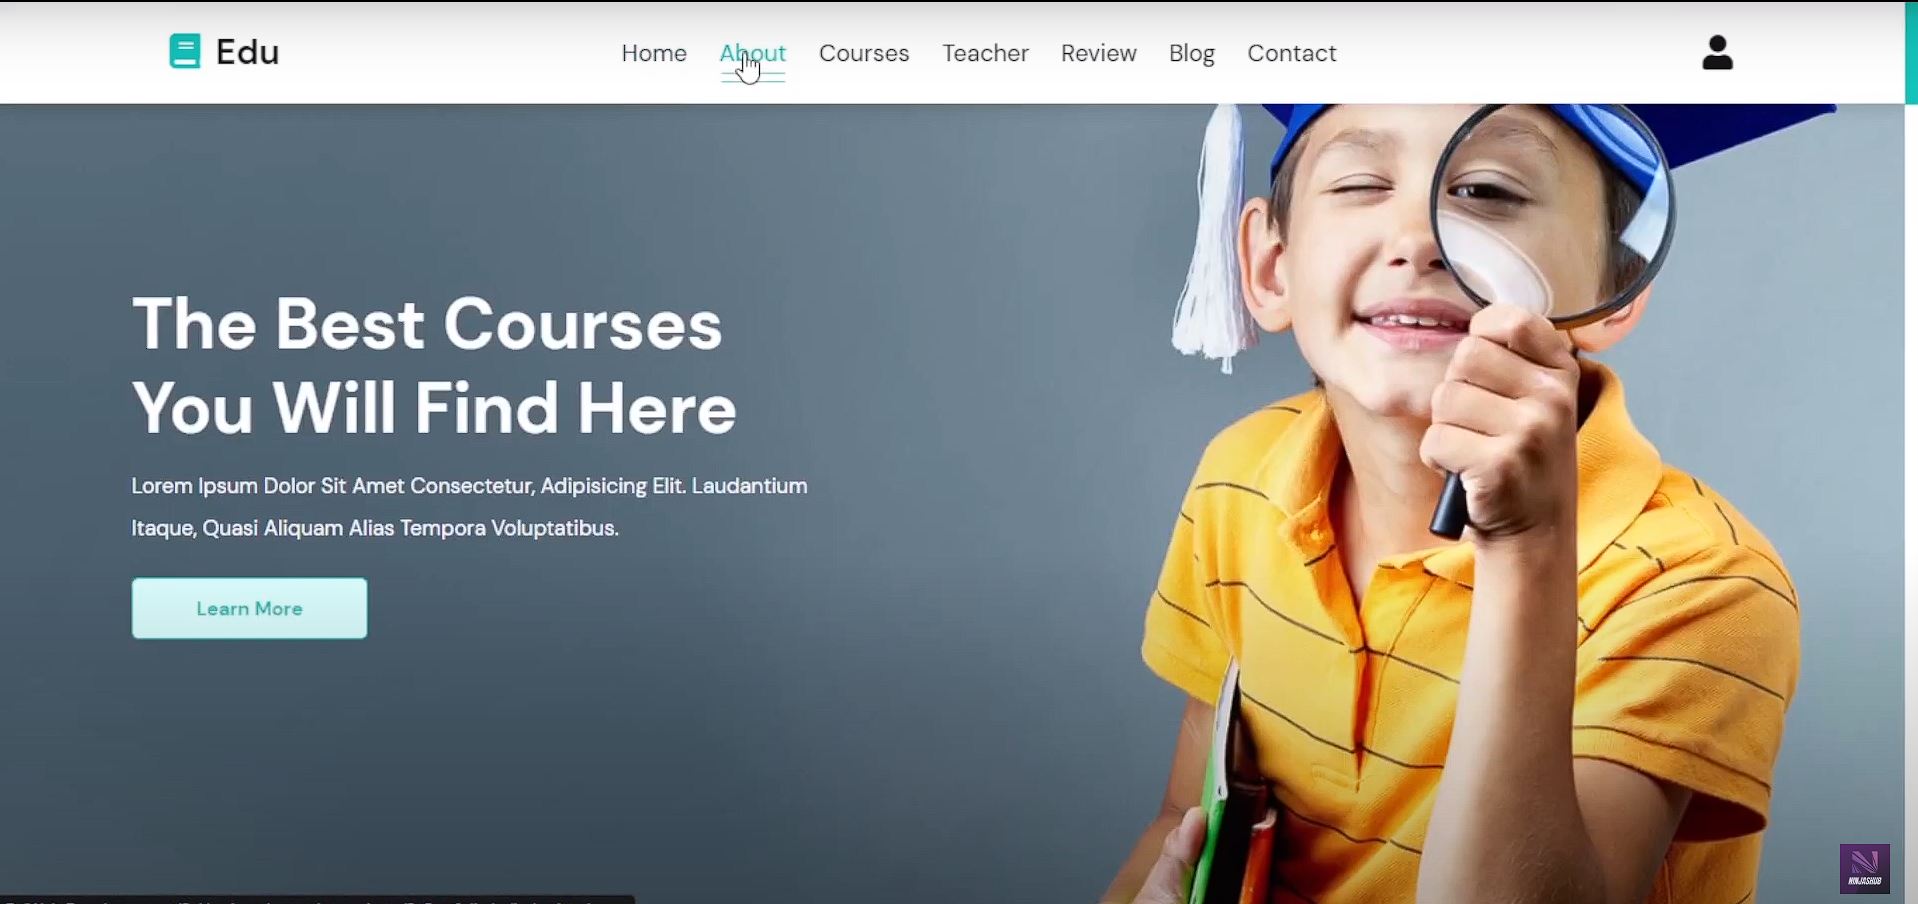 Edu
Home About Courses Teacher Review Blog Contact
The Best Courses
You Will Find Here
Lorem Ipsum Dolor Sit Amet Consectetur, Adipisicing Elit. Laudantium
Itaque, Quasi Aliquam Alias Tempora Voluptatibus.
Learn More
NINJASHUB